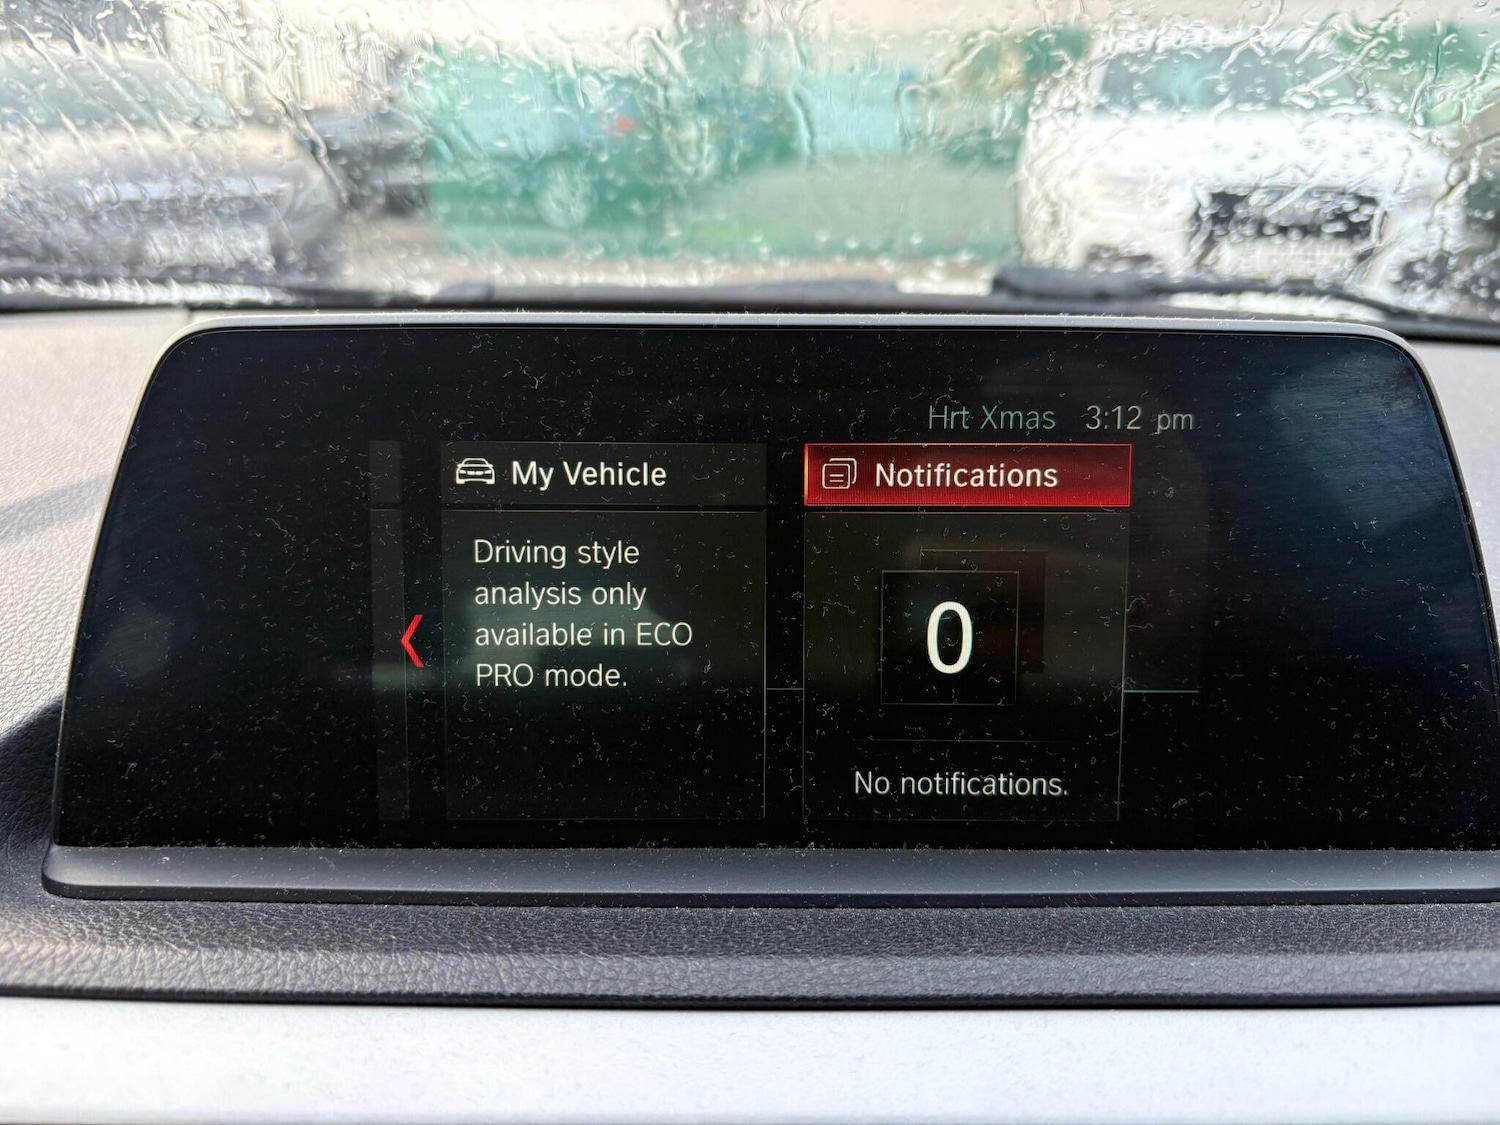 Hrt Xmas 3:12 pm
My Vehicle
Driving style
analysis only
available in ECO
PRO mode.
Notifications
0
No notifications.